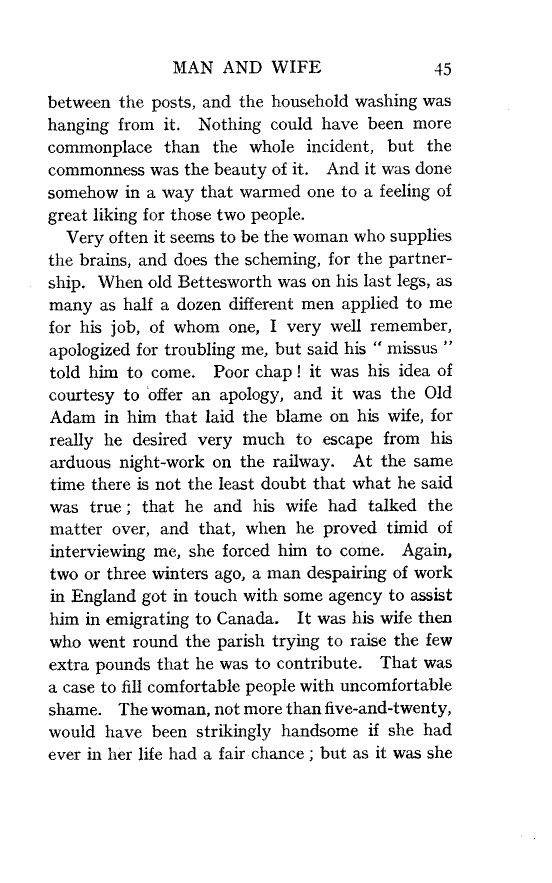 MAN AND WIFE 45
between the posts, and the household washing was
hanging from it. Nothing could have been more
commonplace than the whole incident, but the
commonness was the beauty of it. And it was done
somehow in a way that warmed one to a feeling of
great liking for those two people.
Very often it seems to be the woman who supplies
the brains, and does the scheming, for the partner-
ship. When old Bettesworth was on his last legs, as
many as half a dozen different men applied to me
for his job, of whom one, I very well remember,
apologized for troubling me, but said his “ missus ”
told him to come. Poor chap ! it was his idea of
courtesy to offer an apology, and it was the Old
Adam in him that laid the blame on his wife, for
really he desired very much to escape from his
arduous night-work on the railway. At the same
time there is not the least doubt that what he said
was true ; that he and his wife had talked the
matter over, and that, when he proved timid of
interviewing me, she forced him to come. Again,
two or three winters ago, a man despairing of work
in England got in touch with some agency to assist
him in emigrating to Canada. It was his wife then
who went round the parish trying to raise the few
extra pounds that he was to contribute. That was
a case to fill comfortable people with uncomfortable
shame. The woman, not more than five-and-twenty,
would have been strikingly handsome if she had
ever in her life had a fair chance ; but as it was she